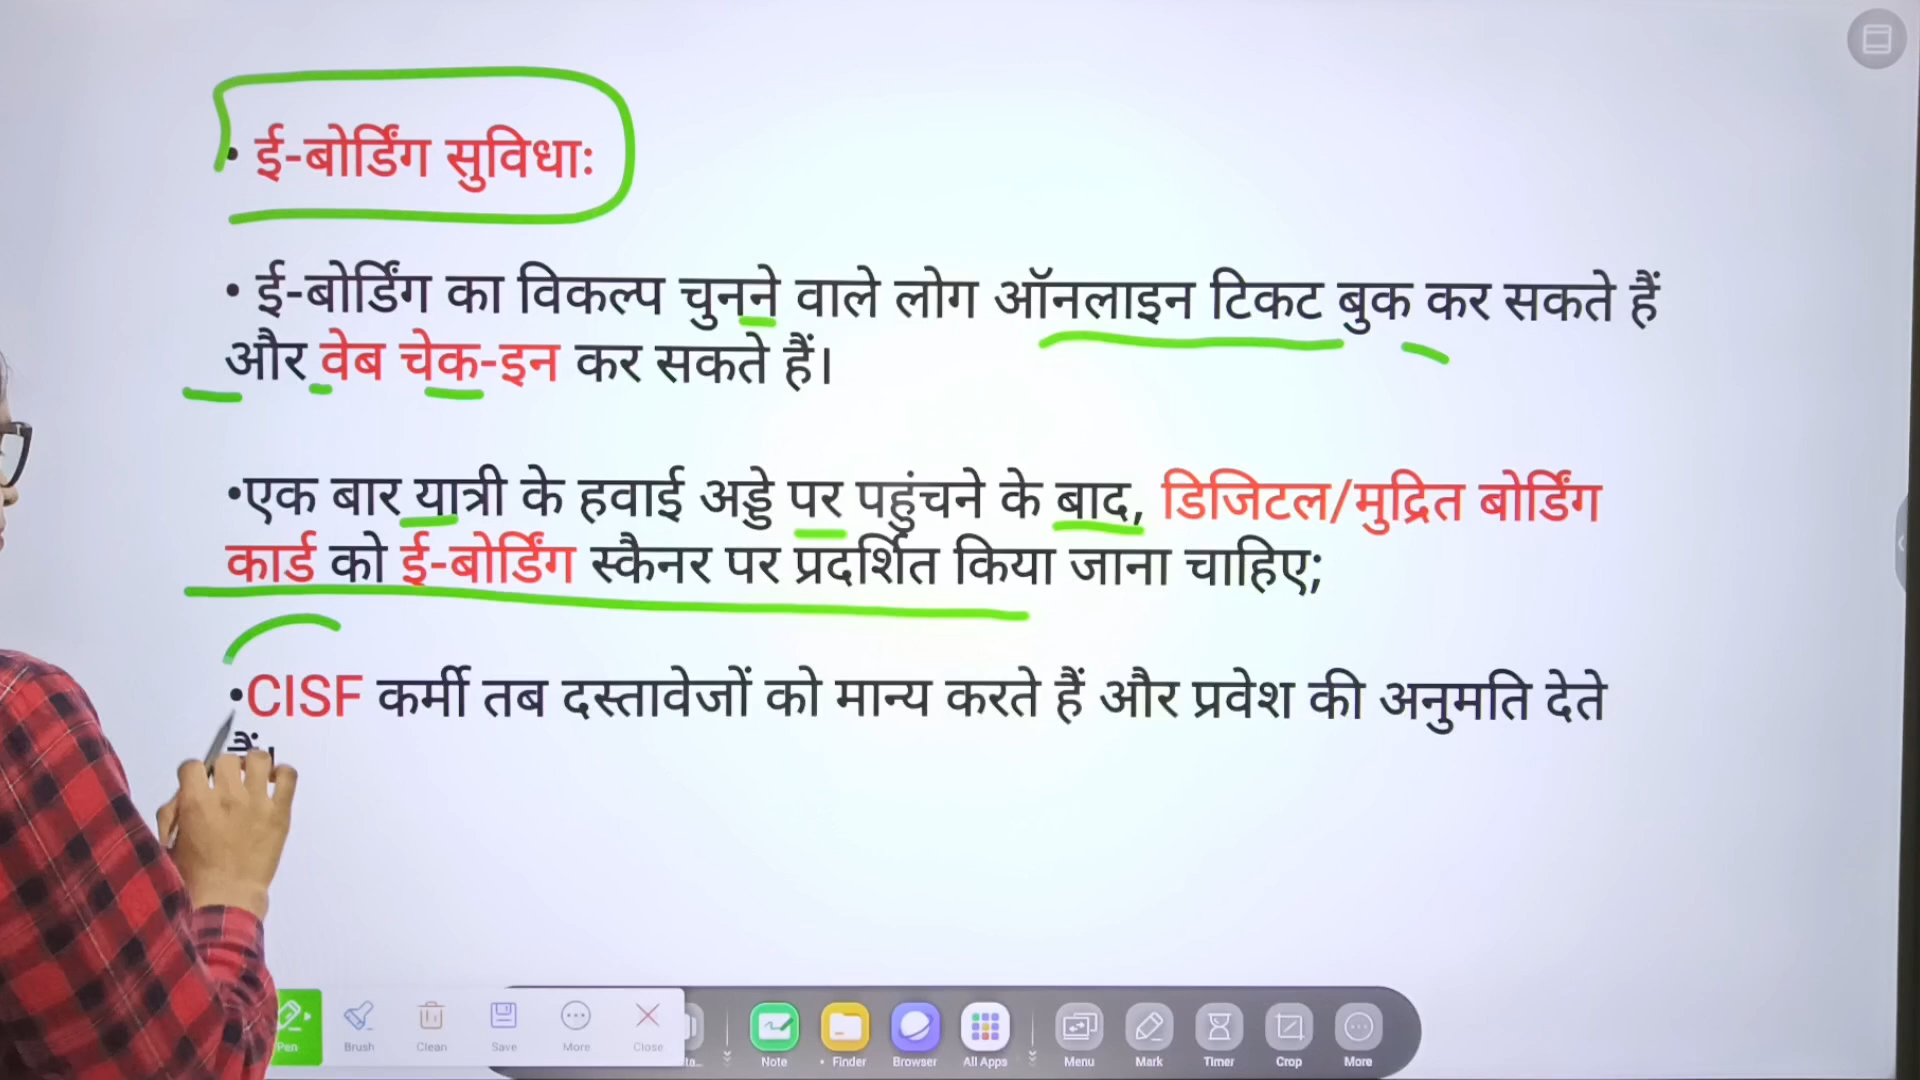 • ई-बोर्डिंग सुविधाः
• ई-बोर्डिंग का विकल्प चुनने वाले लोग ऑनलाइन टिकट बुक कर सकते हैं
और वेब चेक-इन कर सकते हैं।
•एक बार यात्री के हवाई अड्डे पर पहुंचने के बाद, डिजिटल/मुद्रित बोर्डिंग
कार्ड को ई-बोर्डिंग स्कैनर पर प्रदर्शित किया जाना चाहिए;
•CISF कर्मी तब दस्तावेजों को मान्य करते हैं और प्रवेश की अनुमति देते
हैं।
Pen Brush Clean Save More Close Note • Finder Browser All Apps Menu Mark Timer Crop More